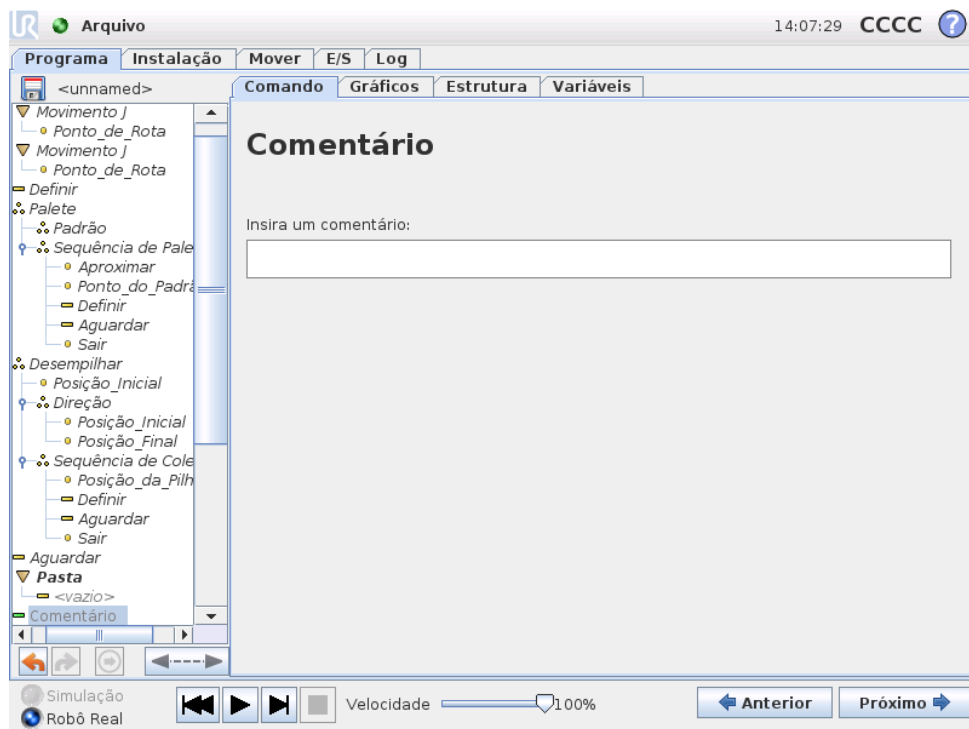 UR Arquivo 14:07:29 CCCC ?
Programa Instalação Mover E/S Log
<unnamed> Comando Gráficos Estrutura Variáveis
Movimento J
Ponto_de_Rota
Movimento J
Ponto_de_Rota
Definir
Palete
Padrão
Sequência de Pale
Aproximar
Ponto_do_Padrã
Definir
Aguardar
Sair
Desempilhar
Posição_Inicial
Direção
Posição_Inicial
Posição_Final
Sequência de Cole
Posição_da_Pilh
Definir
Aguardar
Sair
Aguardar
Pasta
<vazio>
Comentário
Comentário
Insira um comentário:
Simulação
Robô Real
Velocidade 100%
Anterior Próximo